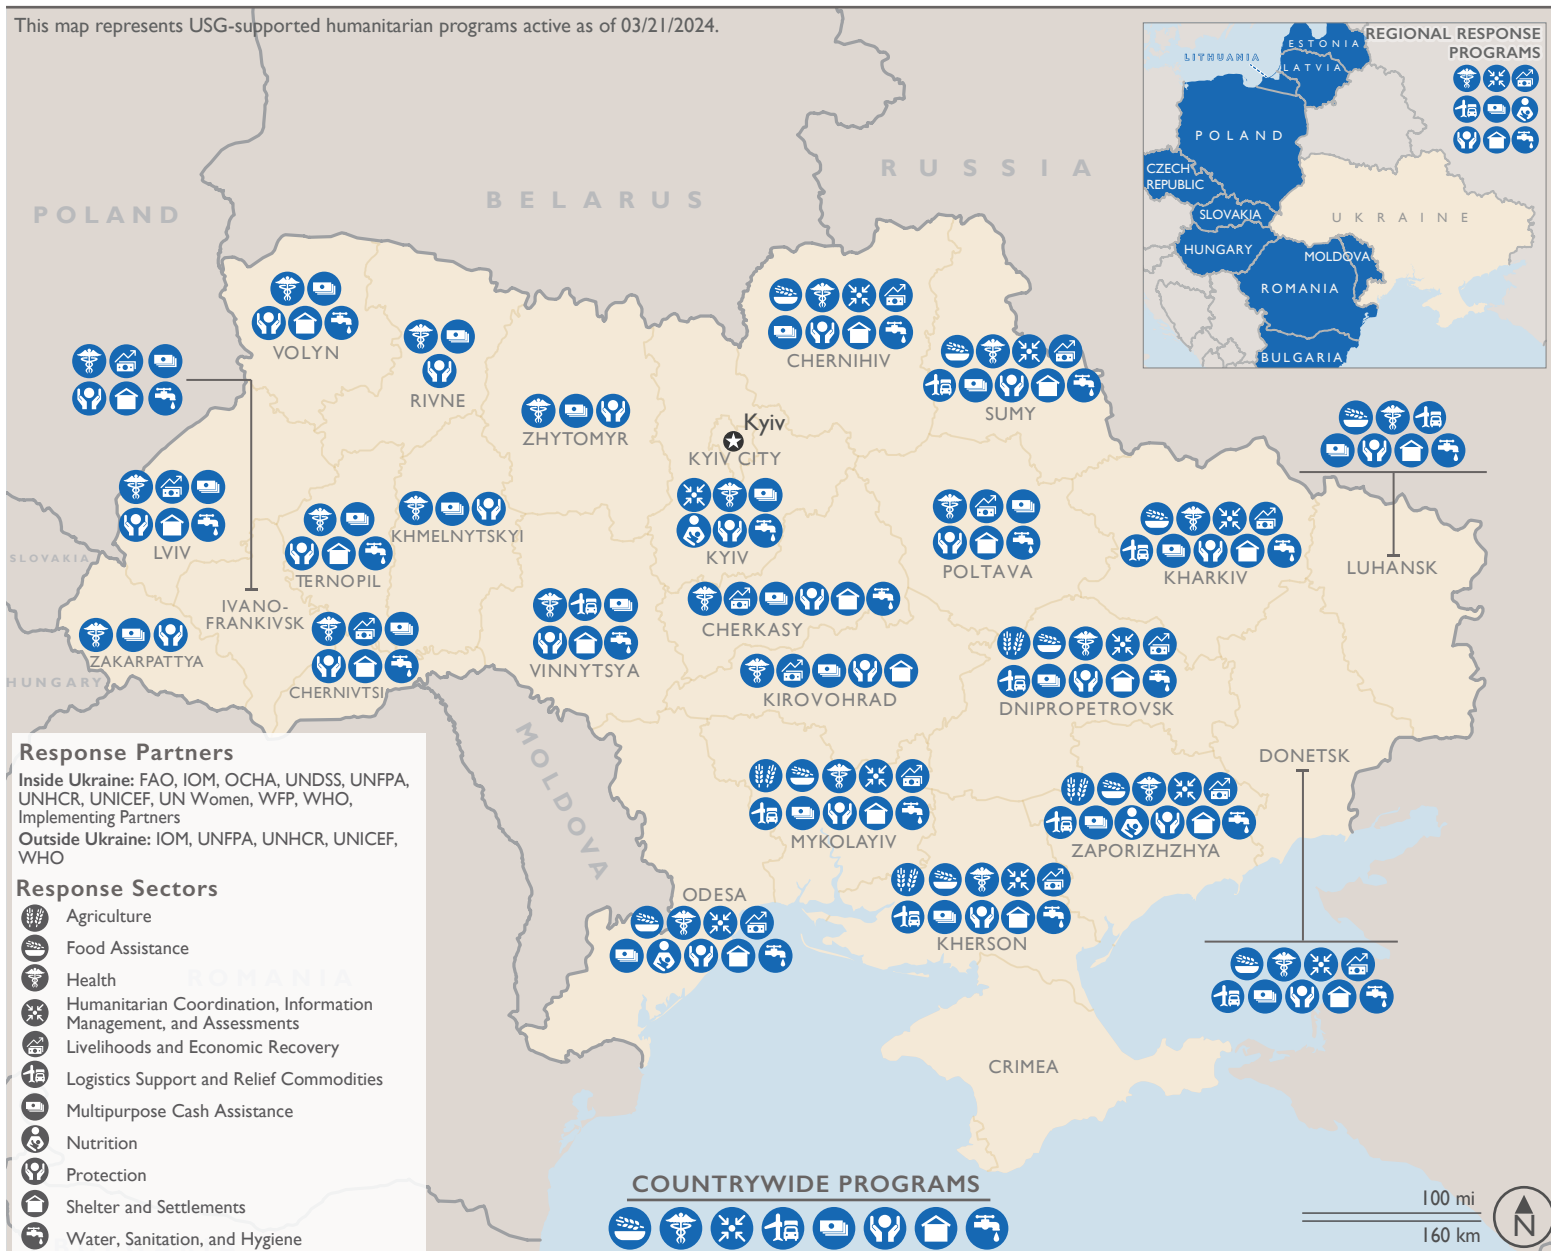 This map represents USG-supported humanitarian programs active as of 03/21/2024.
REGIONAL RESPONSE
PROGRAMS
ESTONIA
LITHUANIA
LATVIA
POLAND
CZECH
REPUBLIC
SLOVAKIA
UKRAINE
HUNGARY
MOLDOVA
ROMANIA
BULGARIA
RUSSIA
BELARUS
POLAND
VOLYN
RIVNE
ZHYTOMYR
CHERNIHIV
SUMY
Kyiv
KYIV CITY
KYIV
LVIV
TERNOPIL
KHMELNYTSKYI
POLTAVA
KHARKIV
LUHANSK
SLOVAKIA
IVANO-
FRANKIVSK
CHERKASY
ZAKARPATTYA
HUNGARY
CHERNIVTSI
VINNYTSYA
KIROVOHRAD
DNIPROPETROVSK
DONETSK
MOLDOVA
MYKOLAYIV
ZAPORIZHZHYA
ODESA
KHERSON
CRIMEA
ROMANIA
Response Partners
Inside Ukraine: FAO, IOM, OCHA, UNDSS, UNFPA,
UNHCR, UNICEF, UN Women, WFP, WHO,
Implementing Partners
Outside Ukraine: IOM, UNFPA, UNHCR, UNICEF,
WHO
Response Sectors
Agriculture
Food Assistance
Health
Humanitarian Coordination, Information
Management, and Assessments
Livelihoods and Economic Recovery
Logistics Support and Relief Commodities
Multipurpose Cash Assistance
Nutrition
Protection
Shelter and Settlements
Water, Sanitation, and Hygiene
COUNTRYWIDE PROGRAMS
100 mi
160 km
N